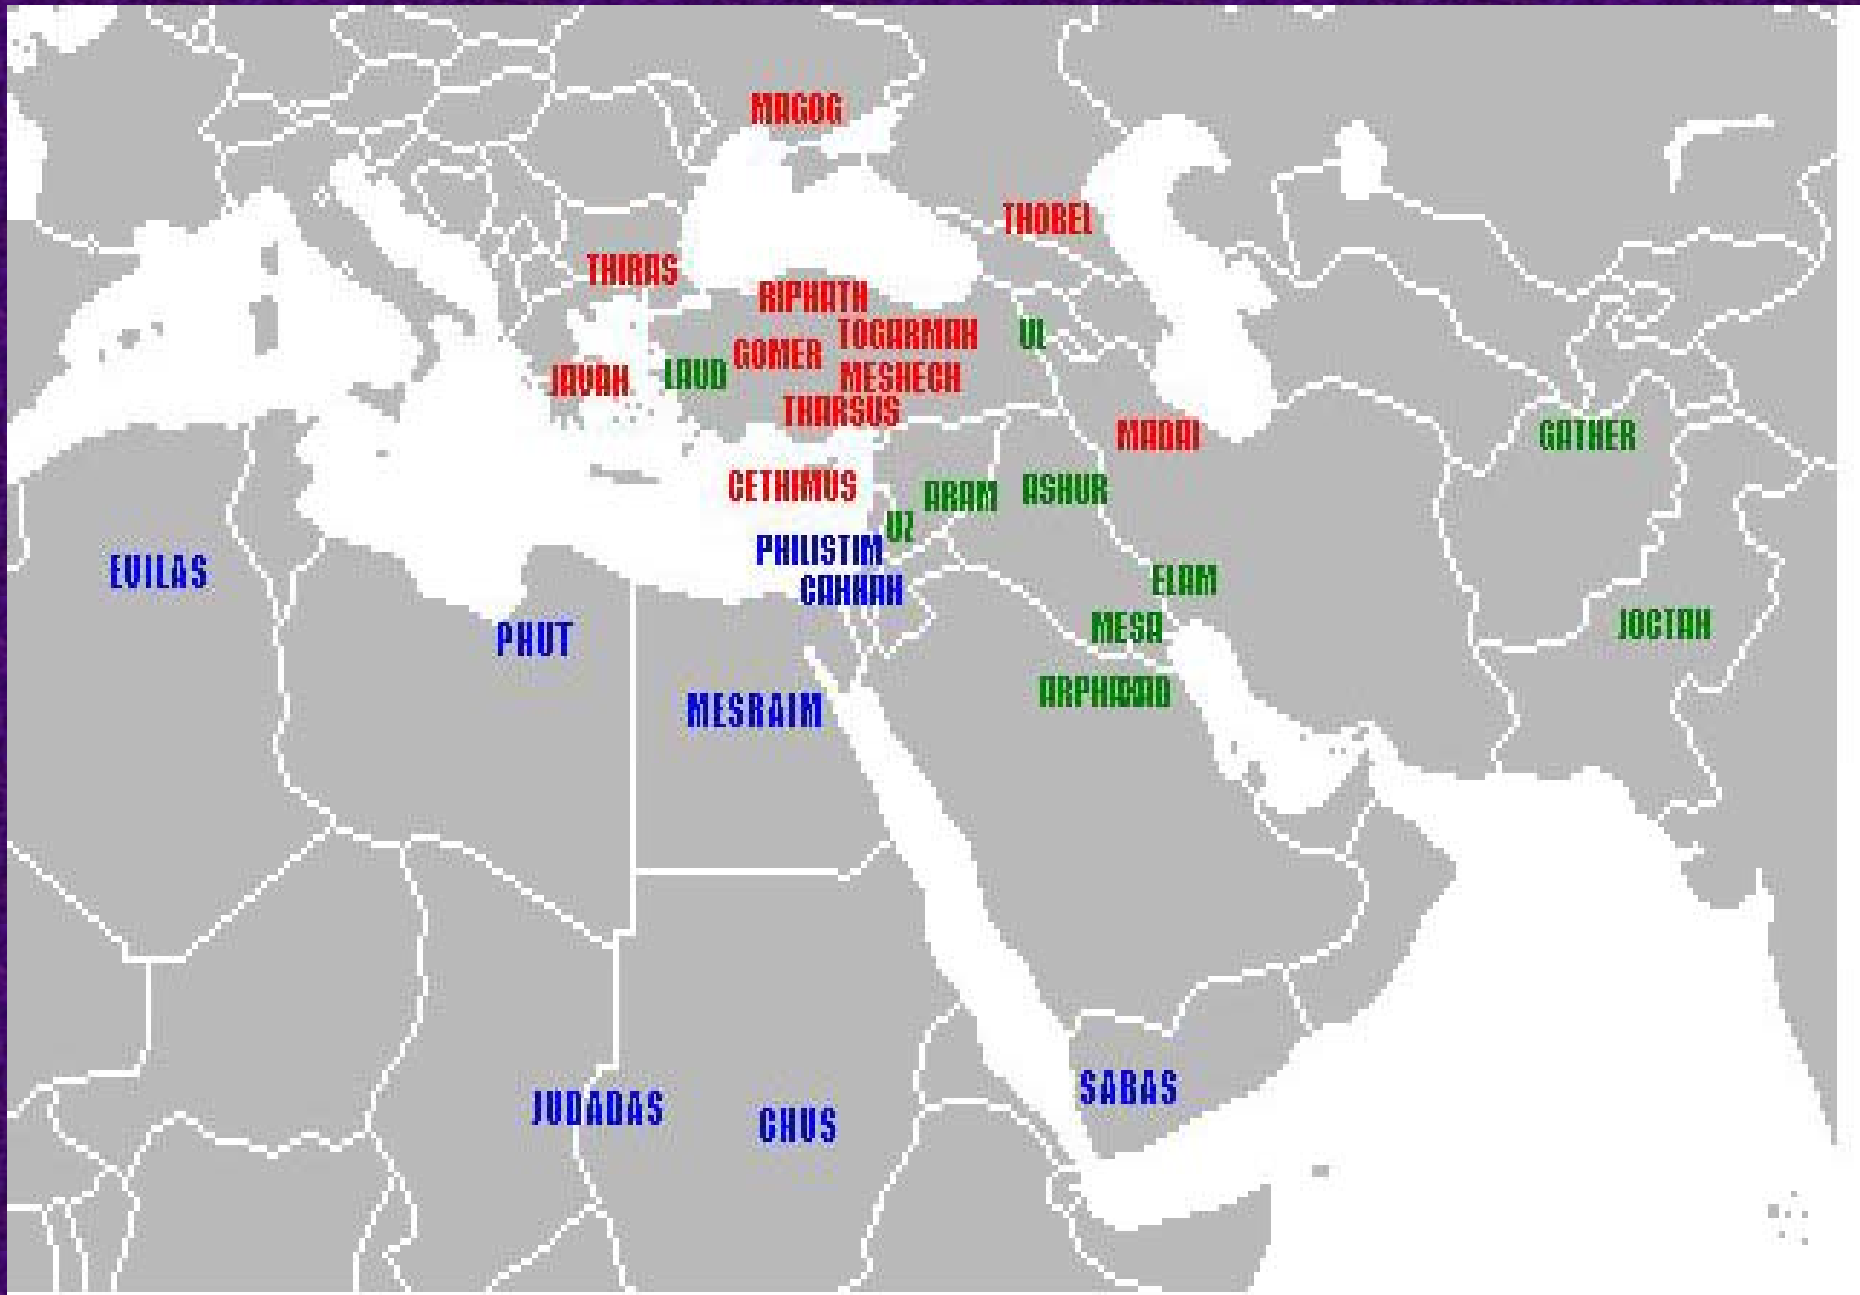 MAGOG
THOBEL
THIRAS
RIPHATH
TOGARMAH
UL
GOMER
JAVAN
LAUD
MESHECH
THARSUS
MADAI
GATHER
CETHIMUS
ARAM
ASHUR
UZ
PHILISTIM
CANNAN
EVILAS
ELAM
PHUT
MESA
JOCTAN
ARPHAXAD
MESRAIM
SABAS
JUDADAS
CHUS